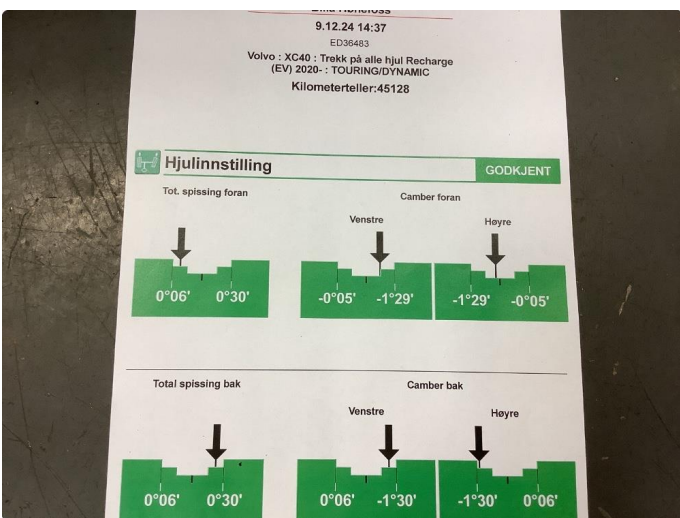 9.12.24 14:37
ED36483
Volvo : XC40 : Trekk på alle hjul Recharge
(EV) 2020- : TOURING/DYNAMIC
Kilometerteller:45128
Hjulinnstilling
GODKJENT
Tot. spissing foran
Camber foran
Venstre
Høyre
0°06' 0°30'
-0°05' -1°29'
-1°29' -0°05'
Total spissing bak
Camber bak
Venstre
Høyre
0°06' 0°30'
0°06' -1°30'
-1°30' 0°06'